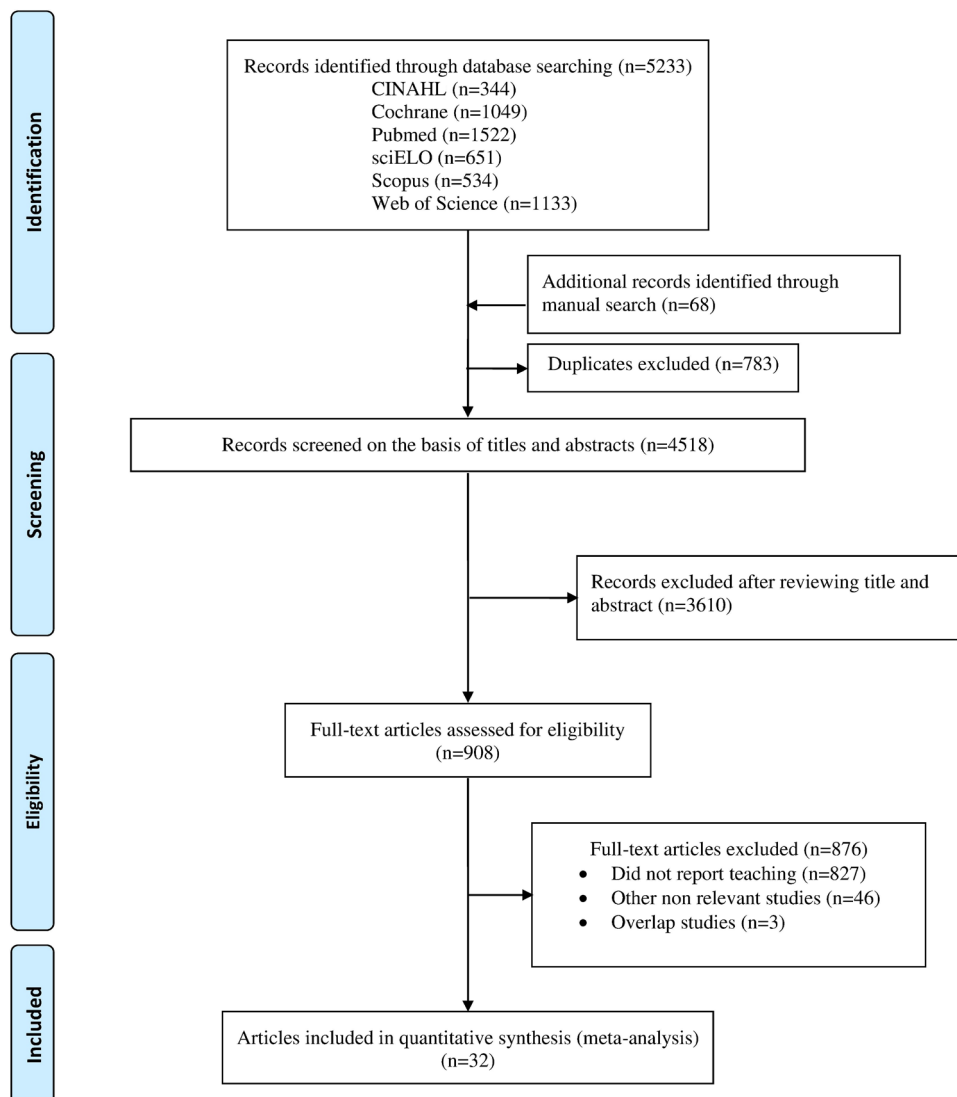 Identification
Records identified through database searching (n=5233)
CINAHL (n=344)
Cochrane (n=1049)
Pubmed (n=1522)
sciELO (n=651)
Scopus (n=534)
Web of Science (n=1133)
Additional records identified through
manual search (n=68)
Duplicates excluded (n=783)
Screening
Records screened on the basis of titles and abstracts (n=4518)
Records excluded after reviewing title and
abstract (n=3610)
Eligibility
Full-text articles assessed for eligibility
(n=908)
Full-text articles excluded (n=876)
• Did not report teaching (n=827)
• Other non relevant studies (n=46)
• Overlap studies (n=3)
Included
Articles included in quantitative synthesis (meta-analysis)
(n=32)